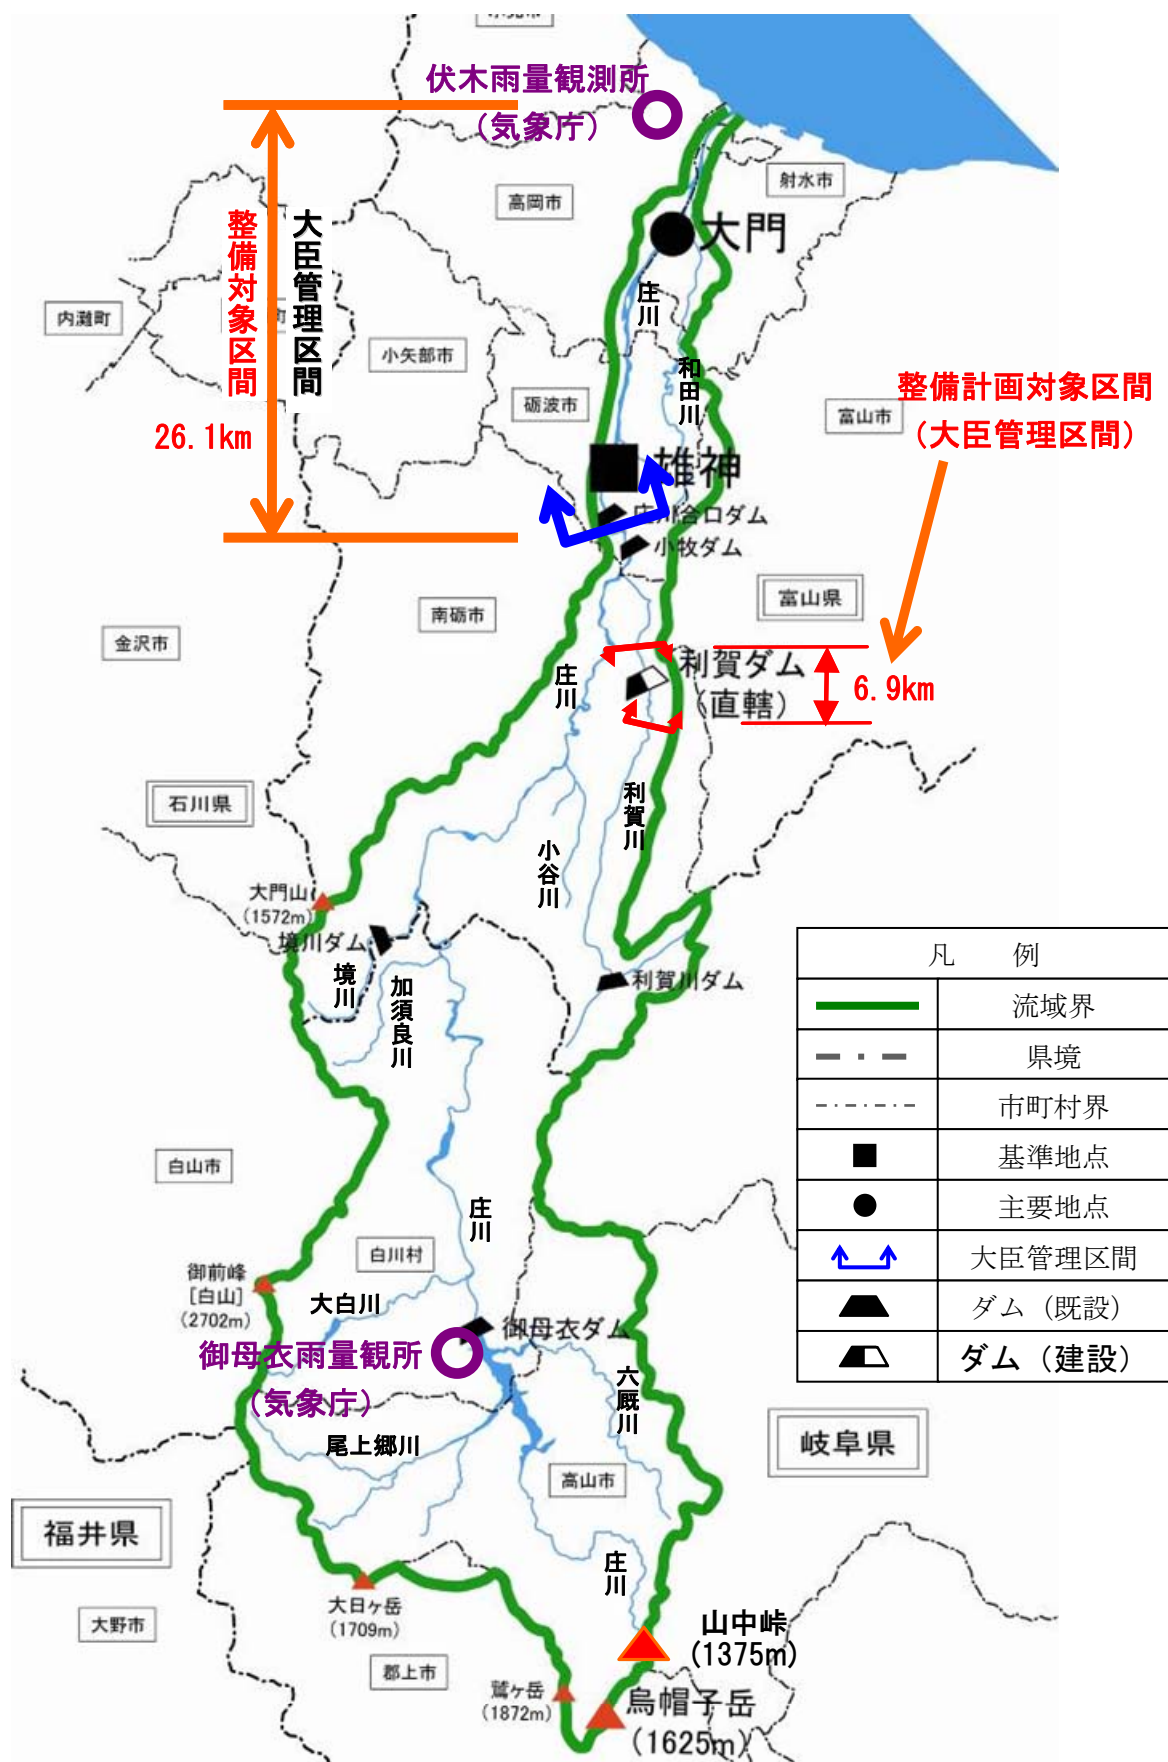 伏木雨量観測所
（気象庁）
射水市
高岡市
大門
整備対象区間
大臣管理区間
26.1km
庄川
内灘町
町
小矢部市
和田川
砺波市
富山市
整備計画対象区間
（大臣管理区間）
雄神
庄川合口ダム
小牧ダム
富山県
南砺市
金沢市
利賀ダム
（直轄）
6.9km
庄川
石川県
利賀川
小谷川
大門山
（1572m）
境川ダム
境川
加須良川
利賀川ダム
凡　例
流域界
県境
市町村界
基準地点
主要地点
大臣管理区間
ダム（既設）
ダム（建設）
白山市
庄川
白川村
御前峰
［白山］
（2702m）
大白川
御母衣ダム
御母衣雨量観所
（気象庁）
六厩川
尾上郷川
岐阜県
高山市
福井県
庄川
大日ヶ岳
（1709m）
大野市
山中峠
（1375m）
郡上市
鷲ヶ岳
（1872m）
烏帽子岳
（1625m）